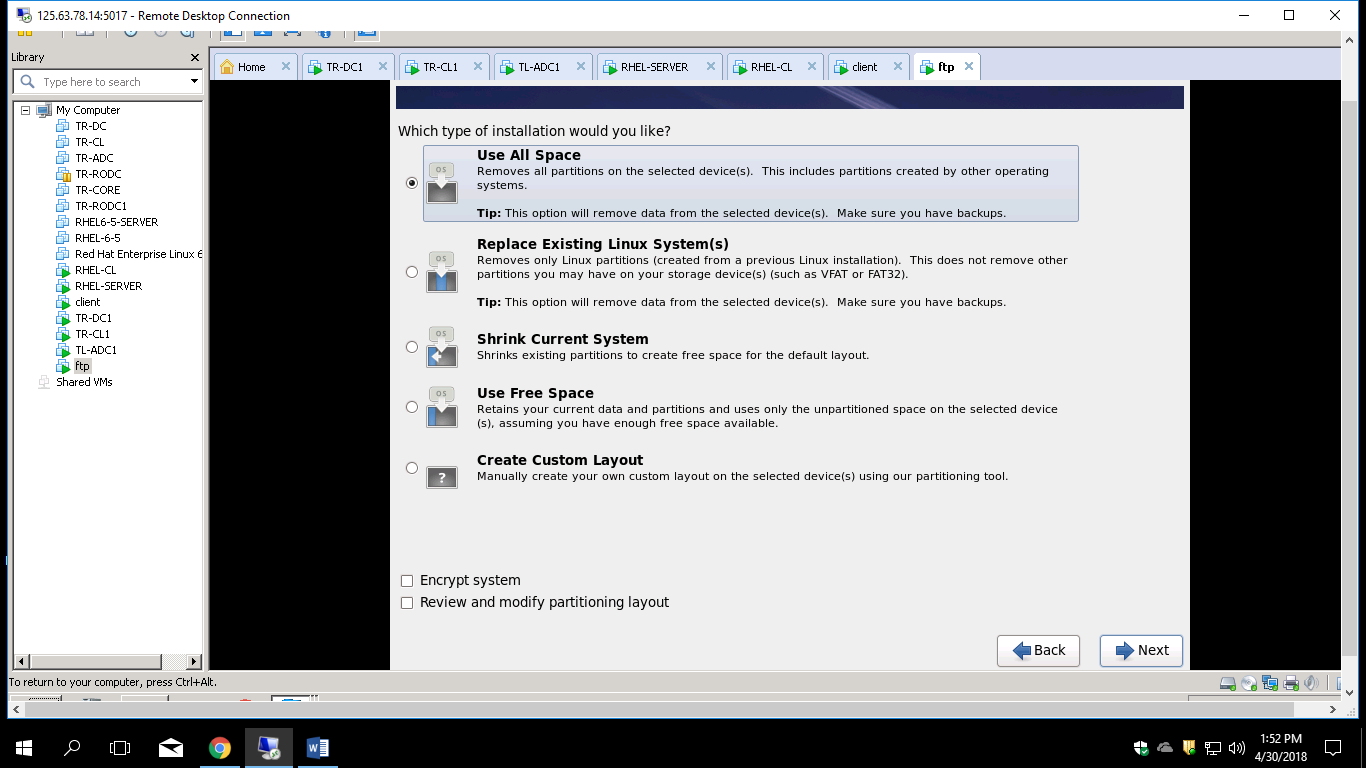 125.63.78.14:5017 - Remote Desktop Connection
Library
Type here to search
My Computer
TR-DC
TR-CL
TR-ADC
TR-RODC
TR-CORE
TR-RODC1
RHEL6-5-SERVER
RHEL-6-5
Red Hat Enterprise Linux 6
RHEL-CL
RHEL-SERVER
client
TR-DC1
TR-CL1
TL-ADC1
ftp
Shared VMs
Home
TR-DC1
TR-CL1
TL-ADC1
RHEL-SERVER
RHEL-CL
client
ftp
Which type of installation would you like?
OS
Use All Space
Removes all partitions on the selected device(s). This includes partitions created by other operating
systems.
Tip: This option will remove data from the selected device(s). Make sure you have backups.
OS
Replace Existing Linux System(s)
Removes only Linux partitions (created from a previous Linux installation). This does not remove other
partitions you may have on your storage device(s) (such as VFAT or FAT32).
Tip: This option will remove data from the selected device(s). Make sure you have backups.
OS
Shrink Current System
Shrinks existing partitions to create free space for the default layout.
OS
Use Free Space
Retains your current data and partitions and uses only the unpartitioned space on the selected device
(s), assuming you have enough free space available.
?
Create Custom Layout
Manually create your own custom layout on the selected device(s) using our partitioning tool.
Encrypt system
Review and modify partitioning layout
Back
Next
To return to your computer, press Ctrl+Alt.
1:52 PM
4/30/2018